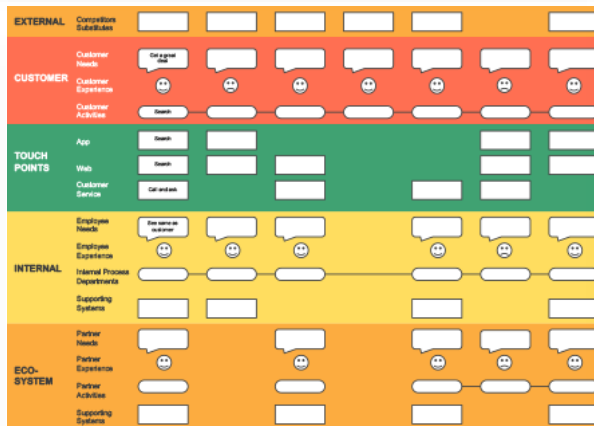 EXTERNAL
Competitors
Substitutes
CUSTOMER
Customer
Needs
Get a great
deal
Customer
Experience
Customer
Activities
Search
TOUCH
POINTS
App
Search
Web
Search
Customer
Service
Call and ask
INTERNAL
Employee
Needs
See same as
customer
Employee
Experience
Internal Process
Departments
Supporting
Systems
ECO-
SYSTEM
Partner
Needs
Partner
Experience
Partner
Activities
Supporting
Systems